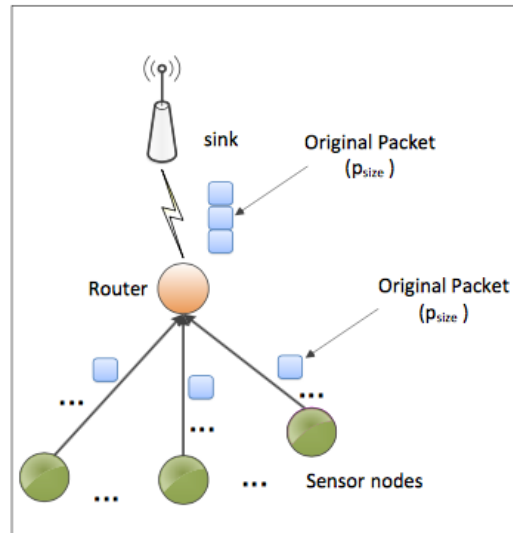 sink
Original Packet
(psize )
Router
Original Packet
(psize )
...
...
...
...
...
Sensor nodes